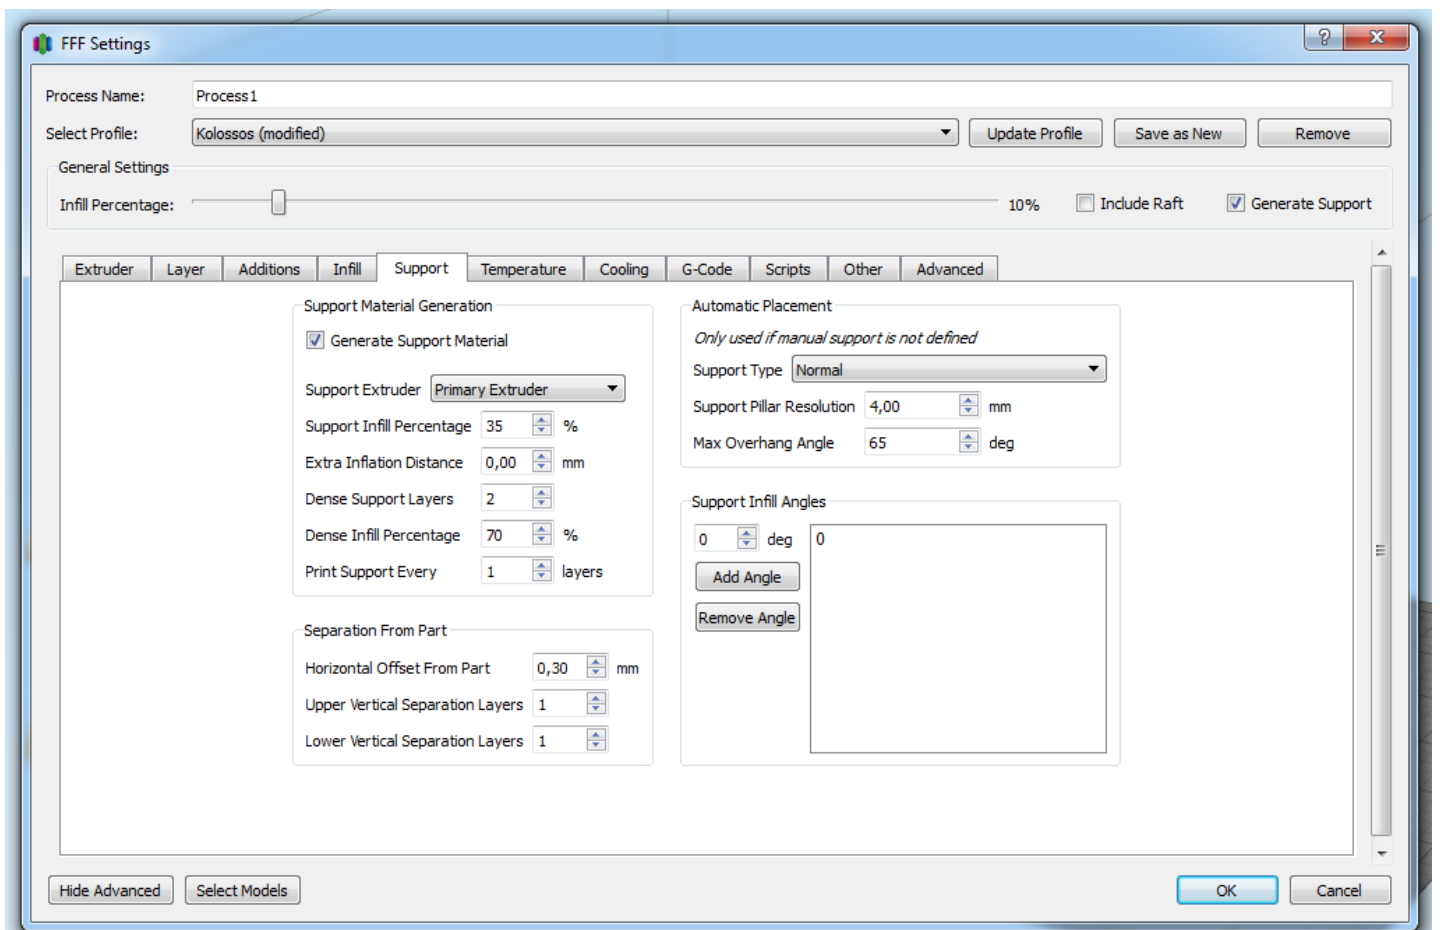 FFF Settings
Process Name: Process1
Select Profile: Kolossos (modified) Update Profile Save as New Remove
General Settings
Infill Percentage: 10% Include Raft Generate Support
Extruder Layer Additions Infill Support Temperature Cooling G-Code Scripts Other Advanced
Support Material Generation
Generate Support Material
Support Extruder Primary Extruder
Support Infill Percentage 35 %
Extra Inflation Distance 0,00 mm
Dense Support Layers 2
Dense Infill Percentage 70 %
Print Support Every 1 layers
Separation From Part
Horizontal Offset From Part 0,30 mm
Upper Vertical Separation Layers 1
Lower Vertical Separation Layers 1
Automatic Placement
Only used if manual support is not defined
Support Type Normal
Support Pillar Resolution 4,00 mm
Max Overhang Angle 65 deg
Support Infill Angles
0 deg 0
Add Angle
Remove Angle
Hide Advanced Select Models OK Cancel